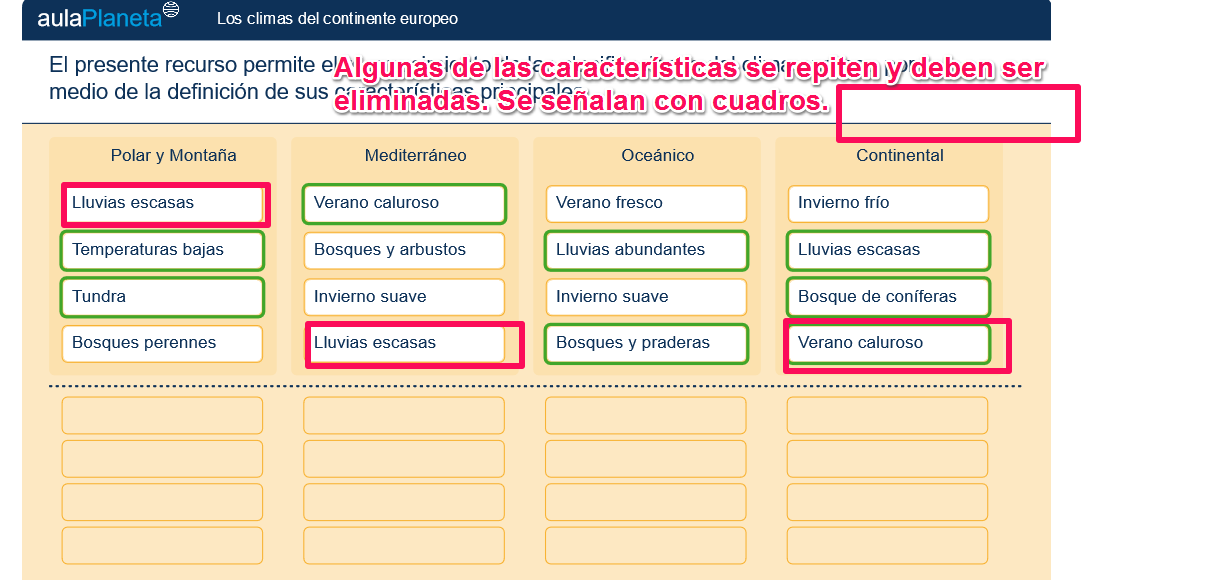 aulaPlaneta
Los climas del continente europeo
El presente recurso permite el
Algunas de las características se repiten y deben ser
medio de la definición de sus características principales
eliminadas. Se señalan con cuadros.
Polar y Montaña
Mediterráneo
Oceánico
Continental
Lluvias escasas
Verano caluroso
Verano fresco
Invierno frío
Temperaturas bajas
Bosques y arbustos
Lluvias abundantes
Lluvias escasas
Tundra
Invierno suave
Invierno suave
Bosque de coníferas
Bosques perennes
Lluvias escasas
Bosques y praderas
Verano caluroso